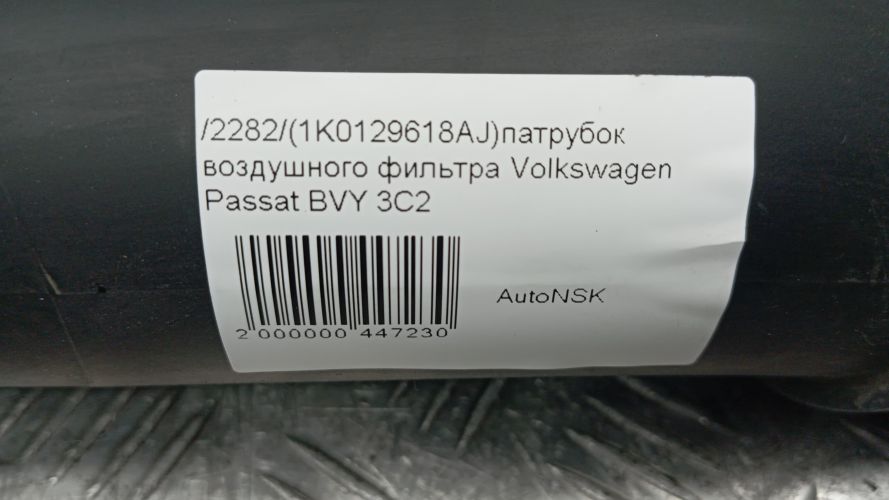 /2282/(1K0129618AJ)патрубок
воздушного фильтра Volkswagen
Passat BVY 3C2
AutoNSK
2 000000 447230